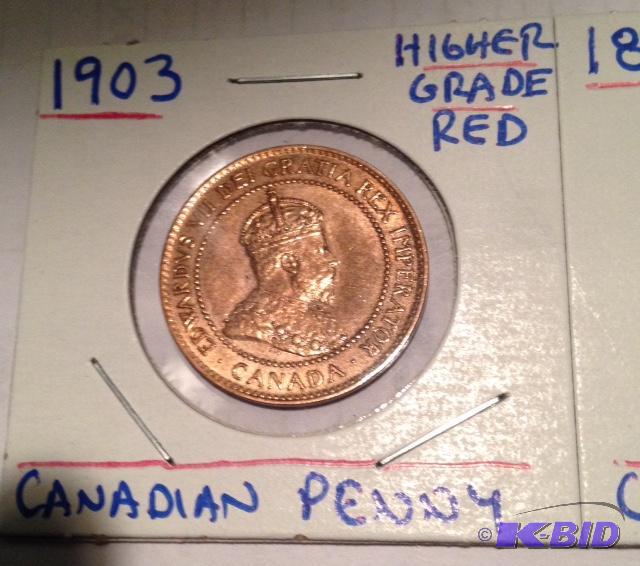 1903
HIGHER
GRADE
RED
18
EDWARDVS VII DEI GRATIA REX IMPERATOR
CANADA
CANADIAN PENNY
C
© K-BID